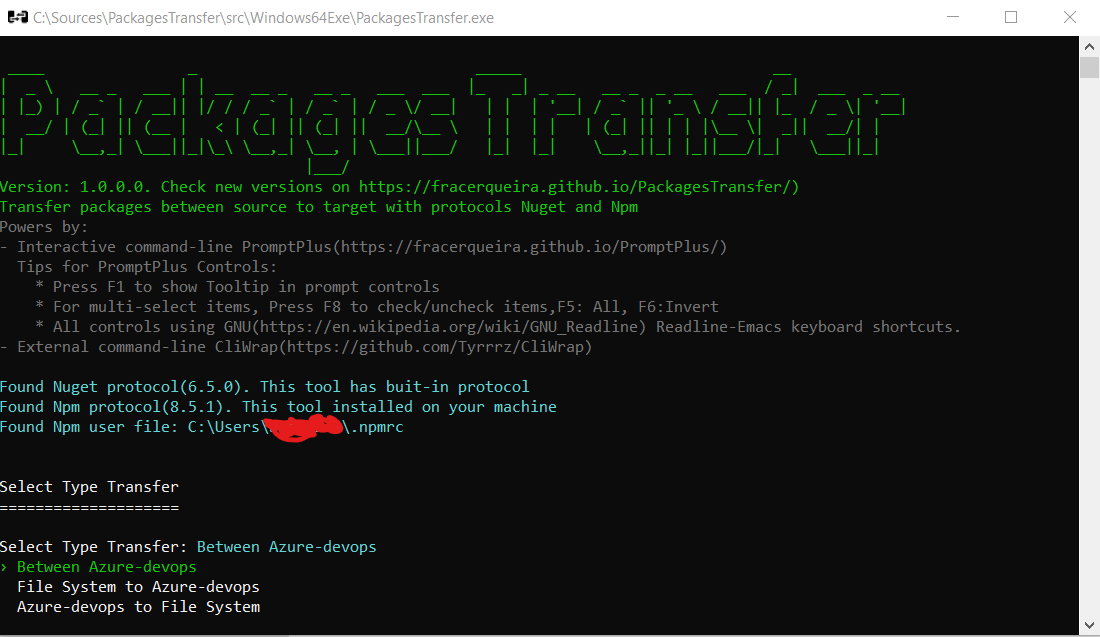 C:\Sources\PackagesTransfer\src\Windows64Exe\PackagesTransfer.exe
Packages Transfer
Version: 1.0.0.0. Check new versions on https://fracerqueira.github.io/PackagesTransfer/)
Transfer packages between source to target with protocols Nuget and Npm
Powers by:
- Interactive command-line PromptPlus(https://fracerqueira.github.io/PromptPlus/)
  Tips for PromptPlus Controls:
    * Press F1 to show Tooltip in prompt controls
    * For multi-select items, Press F8 to check/uncheck items,F5: All, F6:Invert
    * All controls using GNU(https://en.wikipedia.org/wiki/GNU_Readline) Readline-Emacs keyboard shortcuts.
- External command-line CliWrap(https://github.com/Tyrrrz/CliWrap)
Found Nuget protocol(6.5.0). This tool has buit-in protocol
Found Npm protocol(8.5.1). This tool installed on your machine
Found Npm user file: C:\Users\ \.npmrc
Select Type Transfer
====================
Select Type Transfer: Between Azure-devops
› Between Azure-devops
  File System to Azure-devops
  Azure-devops to File System